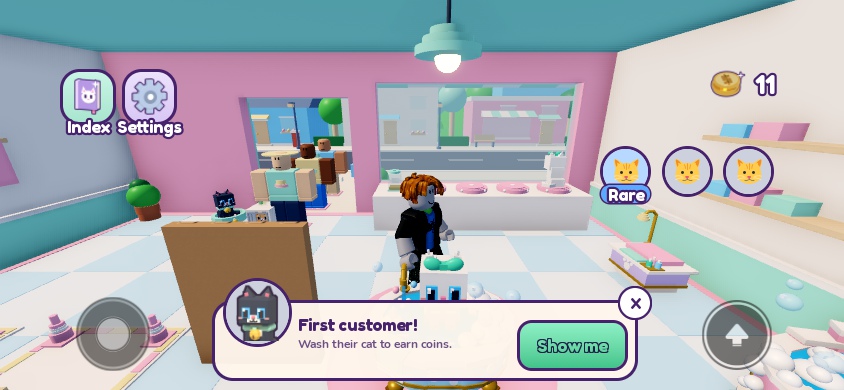 11
Index Settings
Rare
First customer!
Wash their cat to earn coins.
Show me